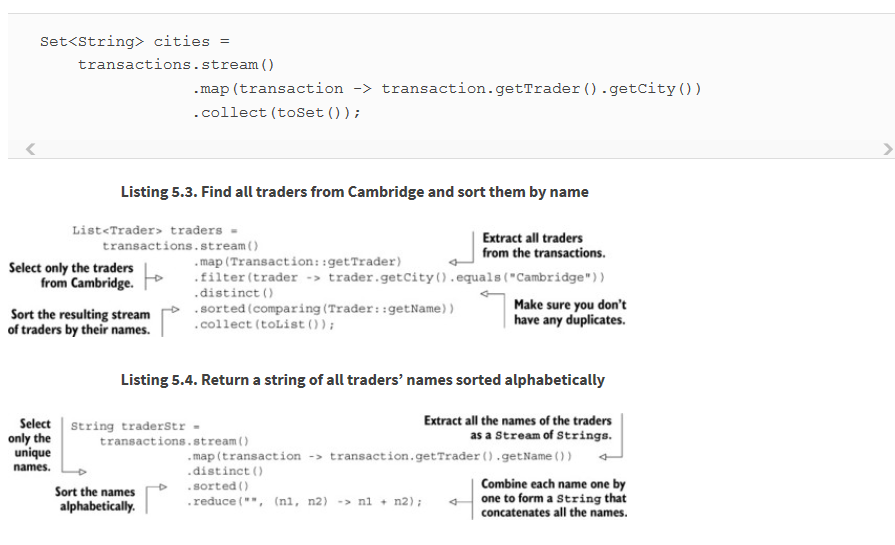 Set<String> cities =
transactions.stream()
.map(transaction -> transaction.getTrader().getCity())
.collect(toSet());
Listing 5.3. Find all traders from Cambridge and sort them by name
List<Trader> traders =
transactions.stream()
.map(Transaction::getTrader)
.filter(trader -> trader.getCity().equals("Cambridge"))
.distinct()
.sorted(comparing(Trader::getName))
.collect(toList());
Extract all traders
from the transactions.
Select only the traders
from Cambridge.
Make sure you don't
have any duplicates.
Sort the resulting stream
of traders by their names.
Listing 5.4. Return a string of all traders’ names sorted alphabetically
String traderStr =
transactions.stream()
.map(transaction -> transaction.getTrader().getName())
.distinct()
.sorted()
.reduce("", (n1, n2) -> n1 + n2);
Select
only the
unique
names.
Extract all the names of the traders
as a Stream of Strings.
Sort the names
alphabetically.
Combine each name one by
one to form a String that
concatenates all the names.